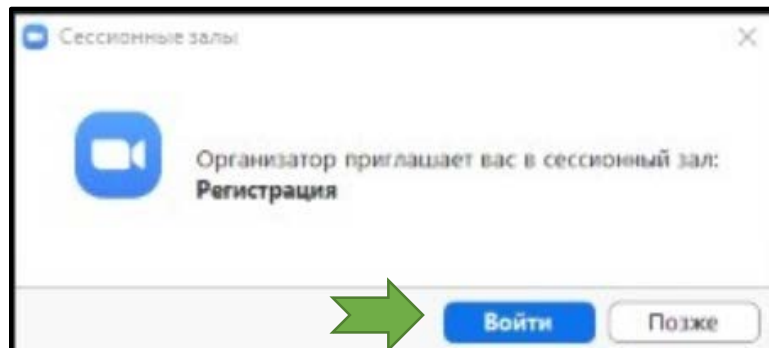 Сессионные залы
Организатор приглашает вас в сессионный зал:
Регистрация
Войти
Позже